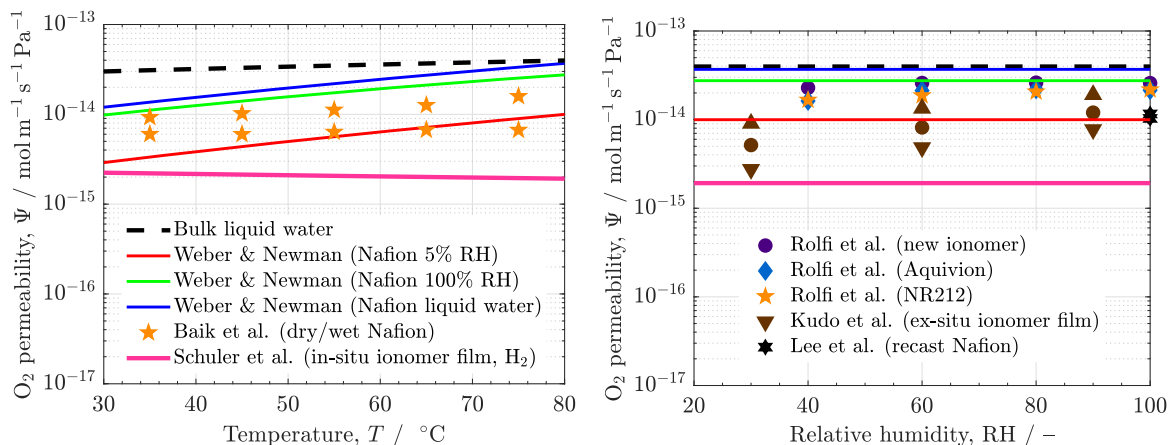 10⁻¹³
10⁻¹⁴
10⁻¹⁵
10⁻¹⁶
10⁻¹⁷
O₂ permeability, Ψ / mol m⁻¹ s⁻¹ Pa⁻¹
Bulk liquid water
Weber & Newman (Nafion 5% RH)
Weber & Newman (Nafion 100% RH)
Weber & Newman (Nafion liquid water)
Baik et al. (dry/wet Nafion)
Schuler et al. (in-situ ionomer film, H₂)
30 40 50 60 70 80
Temperature, T / °C
10⁻¹³
10⁻¹⁴
10⁻¹⁵
10⁻¹⁶
10⁻¹⁷
O₂ permeability, Ψ / mol m⁻¹ s⁻¹ Pa⁻¹
Rolfi et al. (new ionomer)
Rolfi et al. (Aquivion)
Rolfi et al. (NR212)
Kudo et al. (ex-situ ionomer film)
Lee et al. (recast Nafion)
20 40 60 80 100
Relative humidity, RH / –